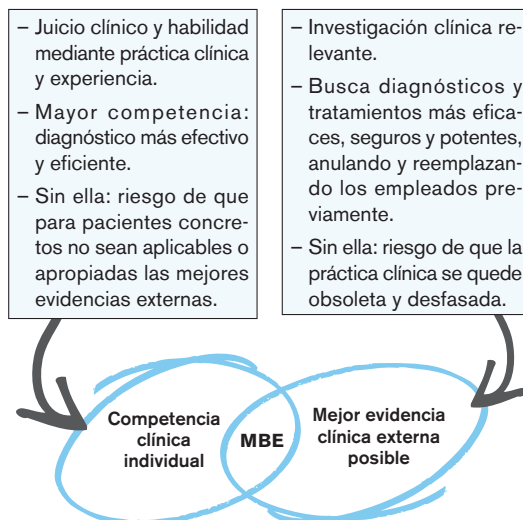 – Juicio clínico y habilidad
mediante práctica clínica
y experiencia.
– Mayor competencia:
diagnóstico más efectivo
y eficiente.
– Sin ella: riesgo de que
para pacientes concre-
tos no sean aplicables o
apropiadas las mejores
evidencias externas.
– Investigación clínica re-
levante.
– Busca diagnósticos y
tratamientos más efica-
ces, seguros y potentes,
anulando y reemplazan-
do los empleados pre-
viamente.
– Sin ella: riesgo de que la
práctica clínica se quede
obsoleta y desfasada.
Competencia
clínica
individual
MBE
Mejor evidencia
clínica externa
posible